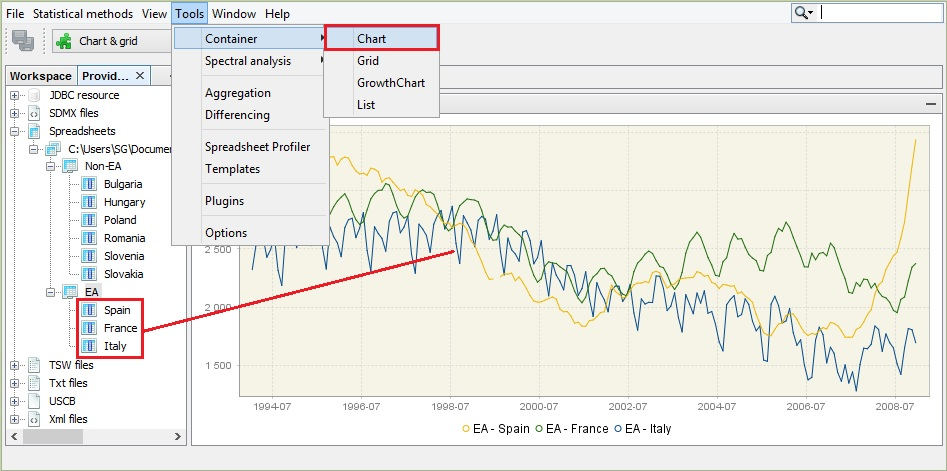 File Statistical methods View Tools Window Help
Chart & grid
Container
Spectral analysis
Aggregation
Differencing
Spreadsheet Profiler
Templates
Plugins
Options
Chart
Grid
GrowthChart
List
Workspace Provid...
JDBC resource
SDMX files
Spreadsheets
C:\Users\SG\Documen
Non-EA
Bulgaria
Hungary
Poland
Romania
Slovenia
Slovakia
EA
Spain
France
Italy
TSW files
Txt files
USCB
Xml files
2 500
2 000
1 500
1994-07 1996-07 1998-07 2000-07 2002-07 2004-07 2006-07 2008-07
EA - Spain EA - France EA - Italy